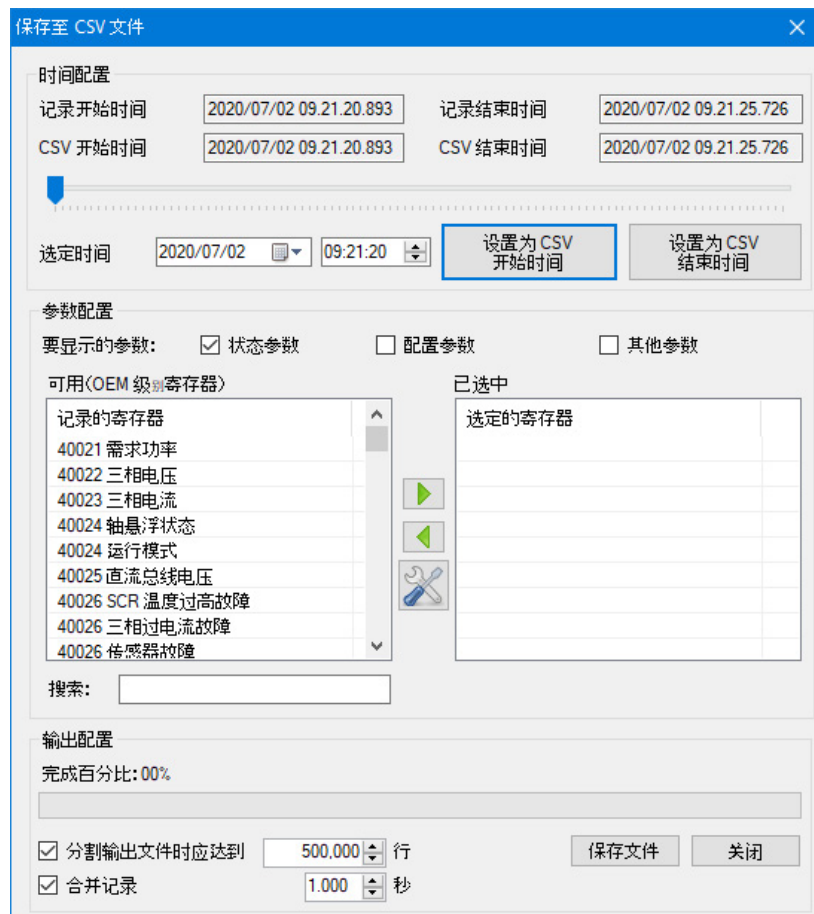 保存至 CSV 文件
时间配置
记录开始时间 2020/07/02 09.21.20.893 记录结束时间 2020/07/02 09.21.25.726
CSV 开始时间 2020/07/02 09.21.20.893 CSV 结束时间 2020/07/02 09.21.25.726
选定时间 2020/07/02 09:21:20 设置为 CSV 开始时间 设置为 CSV 结束时间
参数配置
要显示的参数: 状态参数 配置参数 其他参数
可用(OEM 级别寄存器) 已选中
记录的寄存器 选定的寄存器
40021 需求功率
40022 三相电压
40023 三相电流
40024 轴悬浮状态
40024 运行模式
40025 直流总线电压
40026 SCR 温度过高故障
40026 三相过电流故障
40026 传感器故障
搜索:
输出配置
完成百分比:00%
分割输出文件时应达到 500,000 行 保存文件 关闭
合并记录 1.000 秒